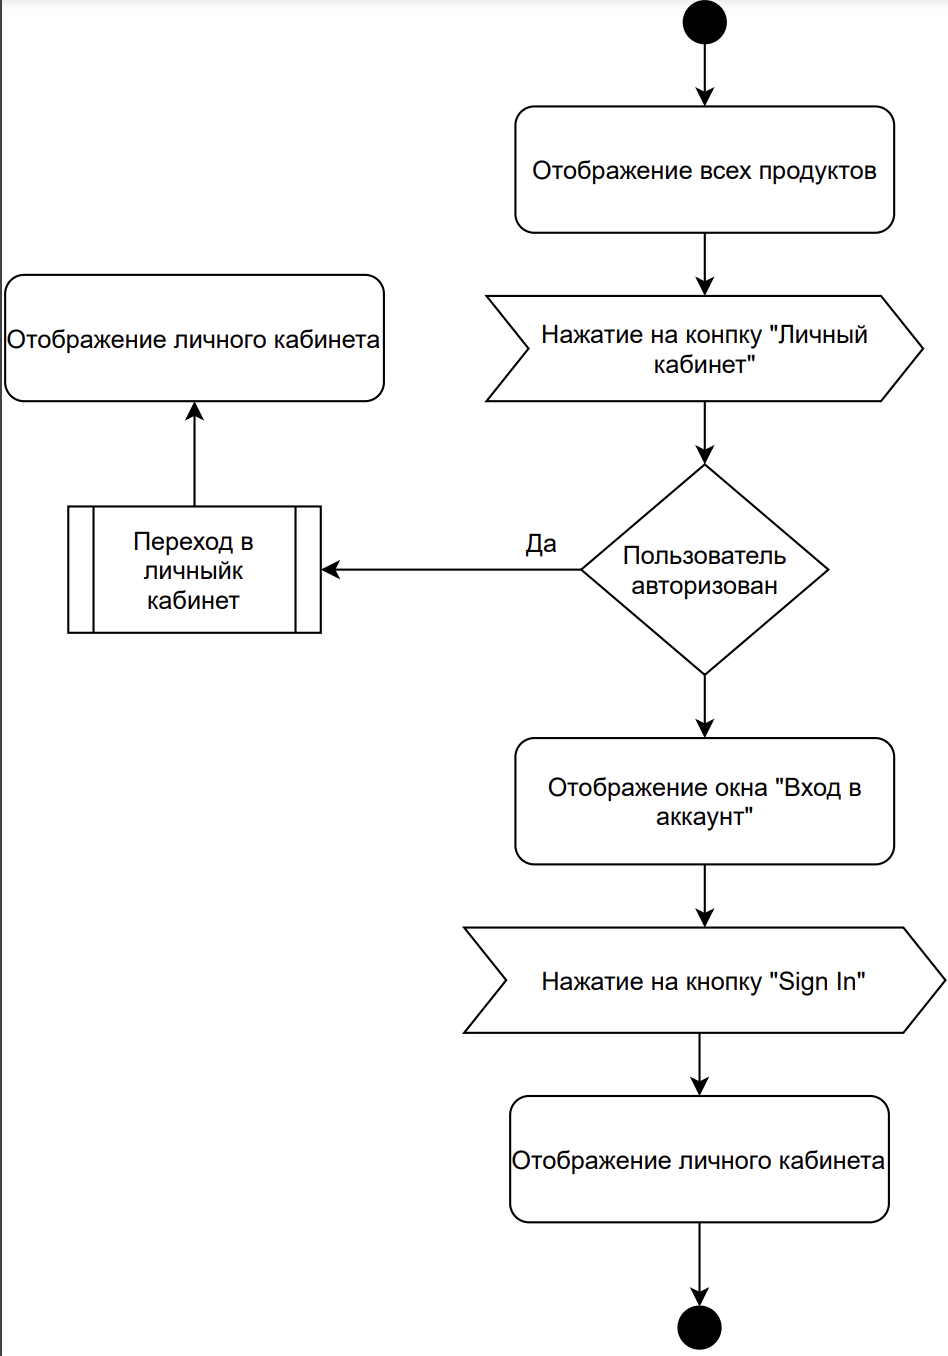 Отображение всех продуктов
Нажатие на конпку "Личный
кабинет"
Отображение личного кабинета
Да
Пользователь
авторизован
Переход в
личныйк
кабинет
Отображение окна "Вход в
аккаунт"
Нажатие на кнопку "Sign In"
Отображение личного кабинета